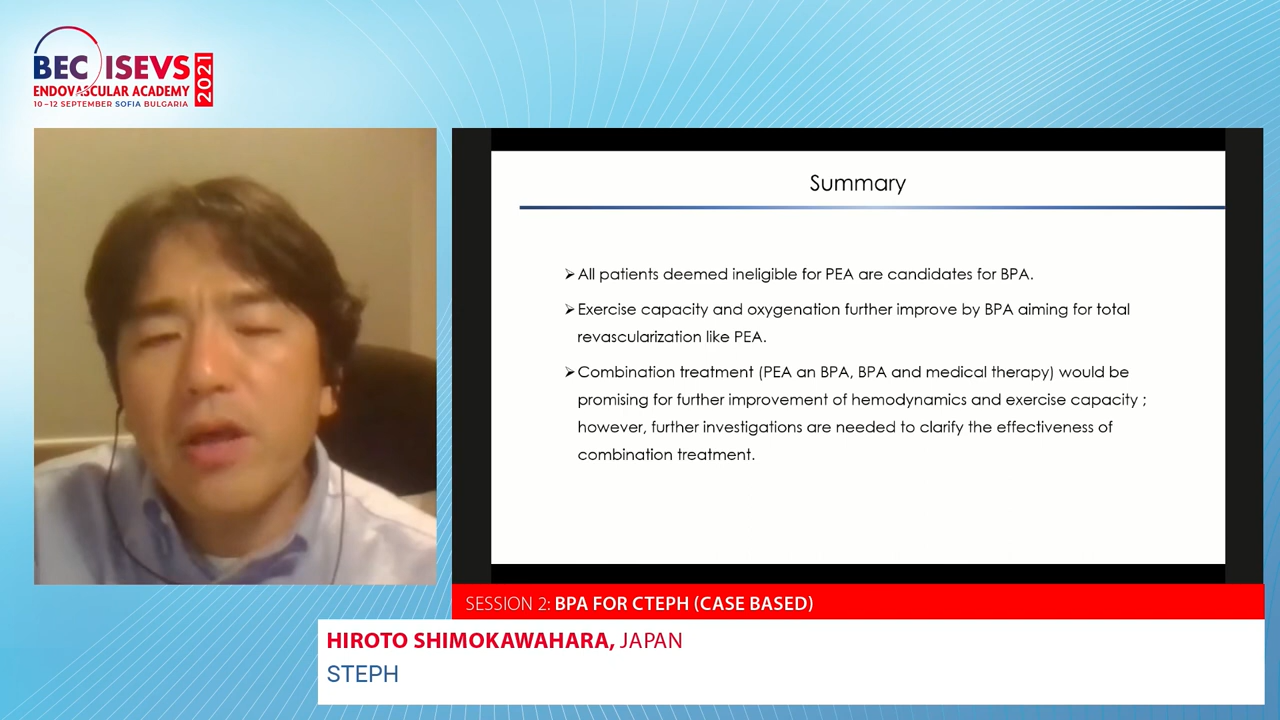 BEC ISEVS
2021
ENDOVASCULAR ACADEMY
10–12 SEPTEMBER SOFIA BULGARIA
Summary
➢All patients deemed ineligible for PEA are candidates for BPA.
➢Exercise capacity and oxygenation further improve by BPA aiming for total
revascularization like PEA.
➢Combination treatment (PEA an BPA, BPA and medical therapy) would be
promising for further improvement of hemodynamics and exercise capacity ;
however, further investigations are needed to clarify the effectiveness of
combination treatment.
SESSION 2: BPA FOR CTEPH (CASE BASED)
HIROTO SHIMOKAWAHARA, JAPAN
STEPH